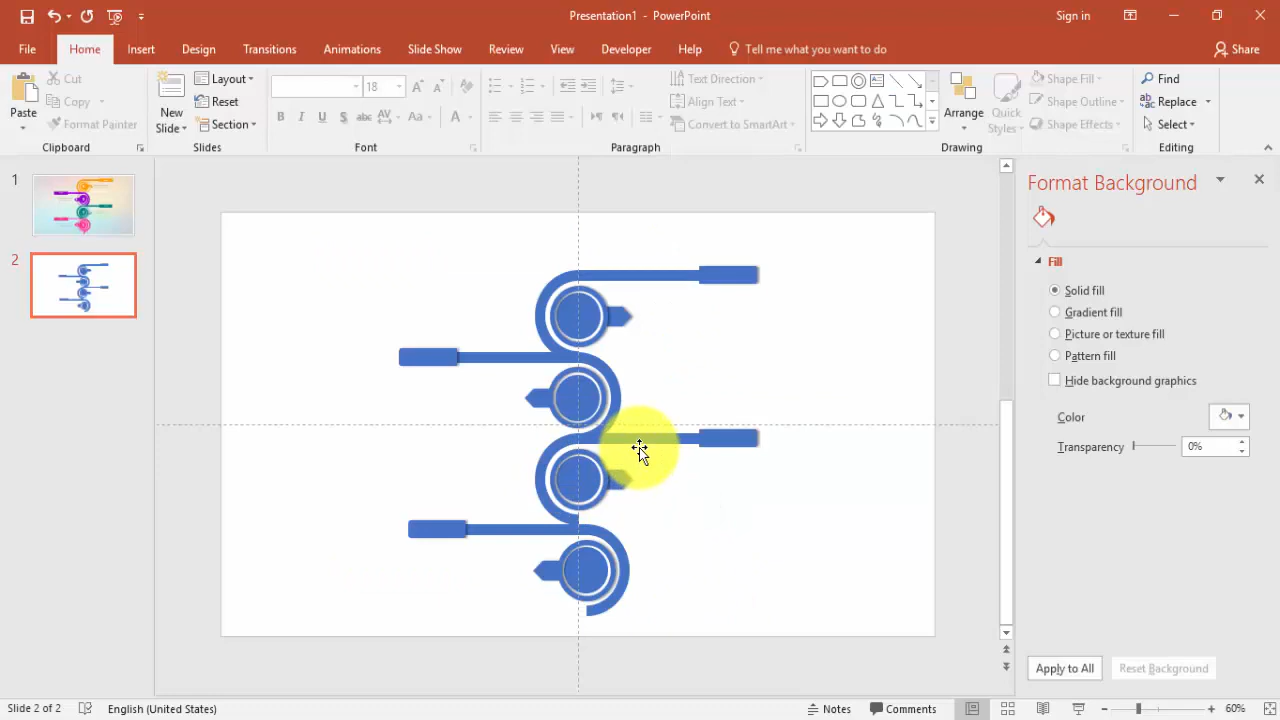 Presentation1 - PowerPoint
Sign in
File
Home
Insert
Design
Transitions
Animations
Slide Show
Review
View
Developer
Help
Tell me what you want to do
Share
Paste
Cut
Copy
Format Painter
Clipboard
New
Slide
Layout
Reset
Section
Slides
18
B I U S abc AV Aa A
Font
Text Direction
Align Text
Convert to SmartArt
Paragraph
Arrange
Quick
Styles
Shape Fill
Shape Outline
Shape Effects
Drawing
Find
Replace
Select
Editing
1
2
Format Background
Fill
Solid fill
Gradient fill
Picture or texture fill
Pattern fill
Hide background graphics
Color
Transparency
0%
Apply to All
Reset Background
Slide 2 of 2
English (United States)
Notes
Comments
60%